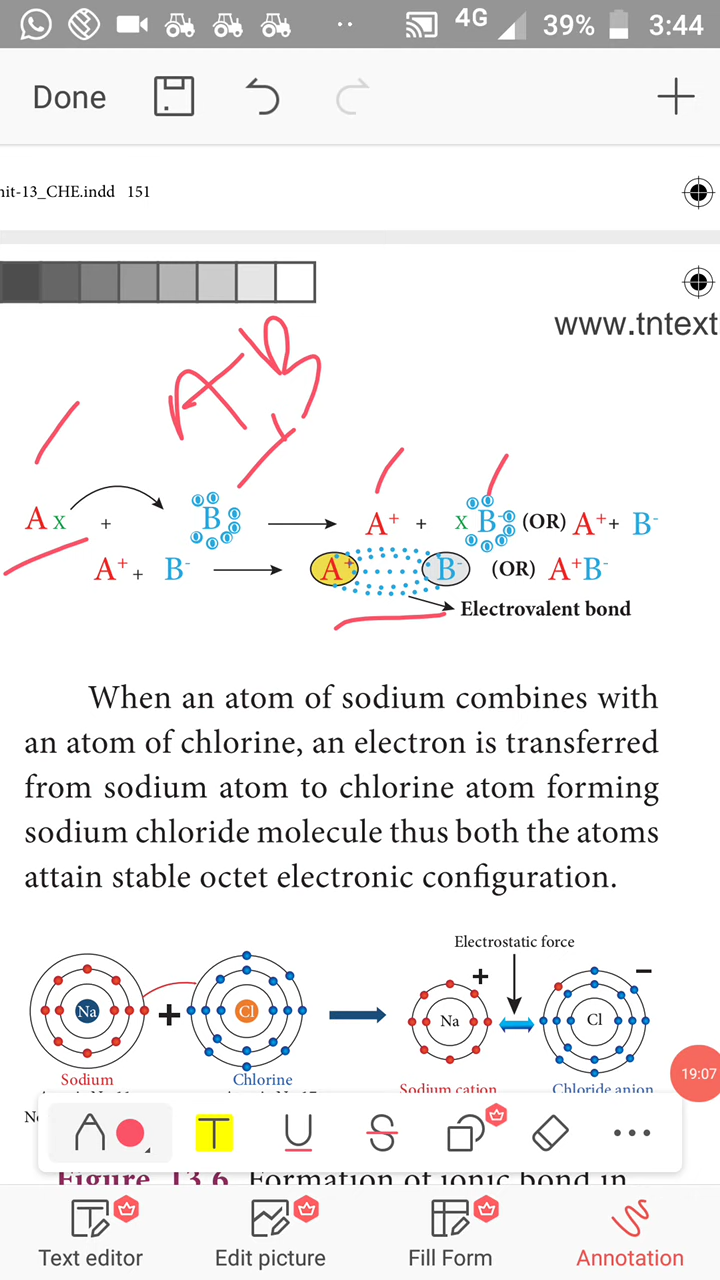 4G 39% 3:44
Done
nit-13_CHE.indd 151
www.tntext
AB
A x + B A⁺ + x B⁻ (OR) A⁺+ B⁻
A⁺ + B⁻ A⁺ B⁻ (OR) A⁺B⁻
Electrovalent bond
When an atom of sodium combines with
an atom of chlorine, an electron is transferred
from sodium atom to chlorine atom forming
sodium chloride molecule thus both the atoms
attain stable octet electronic configuration.
Electrostatic force
Na + Cl Na + Cl −
Sodium Chlorine Sodium cation Chloride anion
19:07
T U S
Figure 13.6 Formation of ionic bond in
Text editor Edit picture Fill Form Annotation